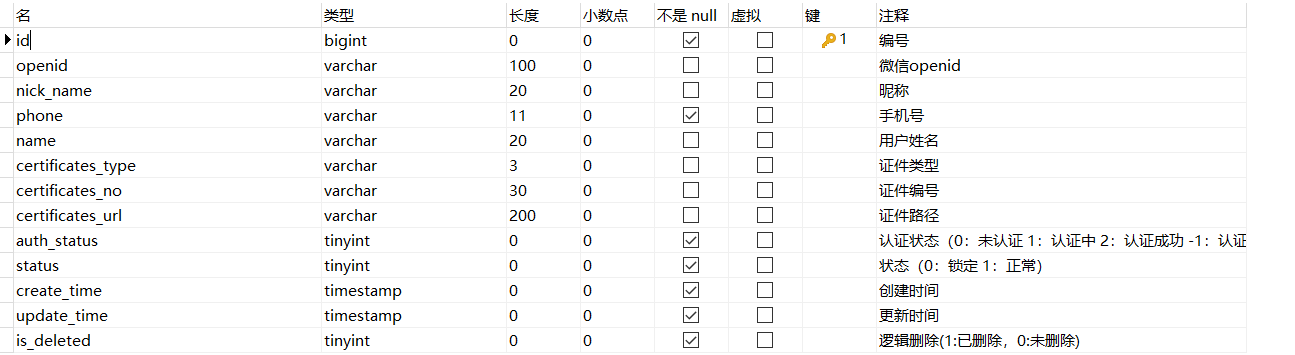 名 类型 长度 小数点 不是 null 虚拟 键 注释
id bigint 0 0 1 编号
openid varchar 100 0 微信openid
nick_name varchar 20 0 昵称
phone varchar 11 0 手机号
name varchar 20 0 用户姓名
certificates_type varchar 3 0 证件类型
certificates_no varchar 30 0 证件编号
certificates_url varchar 200 0 证件路径
auth_status tinyint 0 0 认证状态（0：未认证 1：认证中 2：认证成功 -1：认证
status tinyint 0 0 状态（0：锁定 1：正常）
create_time timestamp 0 0 创建时间
update_time timestamp 0 0 更新时间
is_deleted tinyint 0 0 逻辑删除(1:已删除，0:未删除)